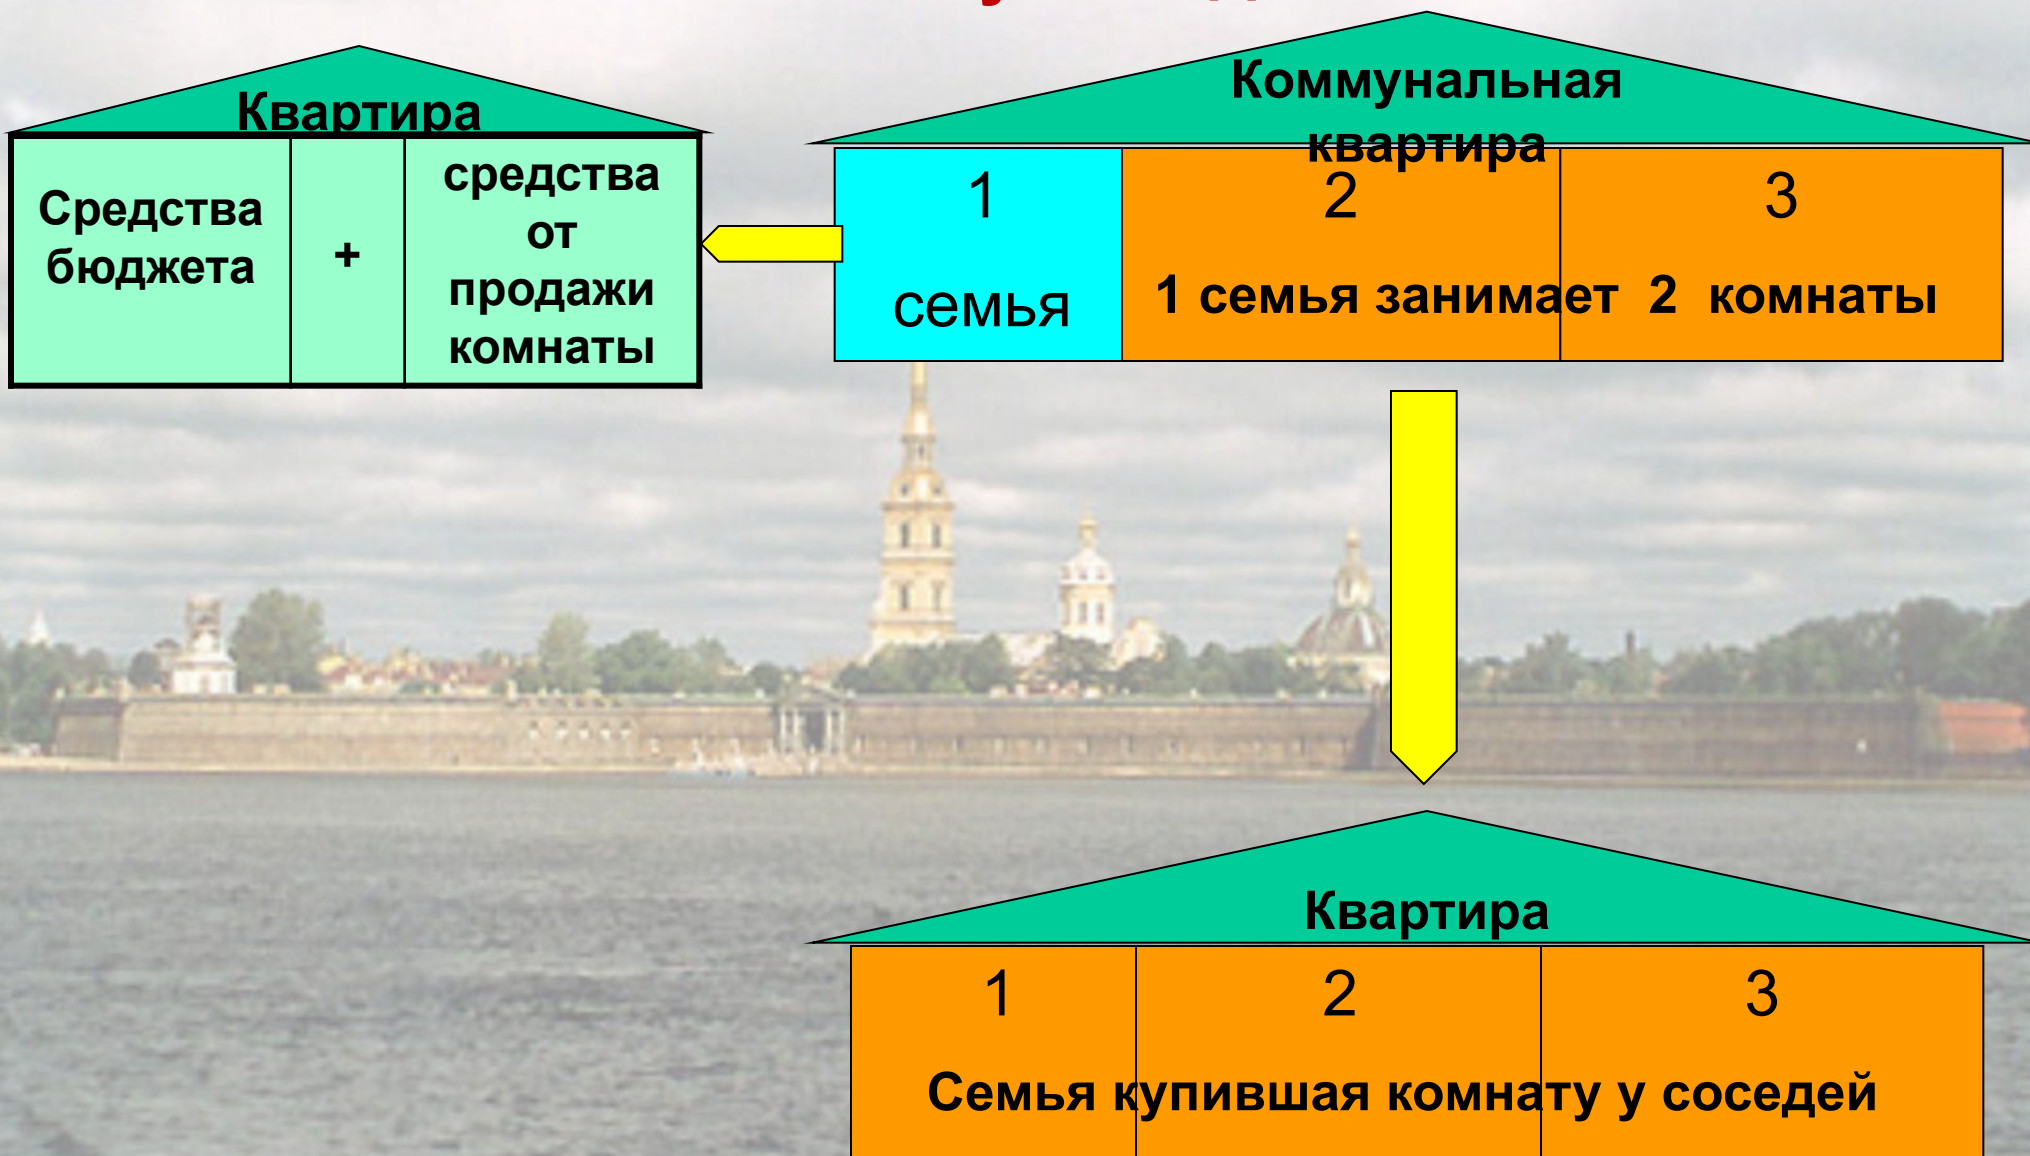 Квартира
Средства
бюджета
+
средства
от
продажи
комнаты
Коммунальная
квартира
1
семья
2
3
1 семья занимает 2 комнаты
Квартира
1
2
3
Семья купившая комнату у соседей